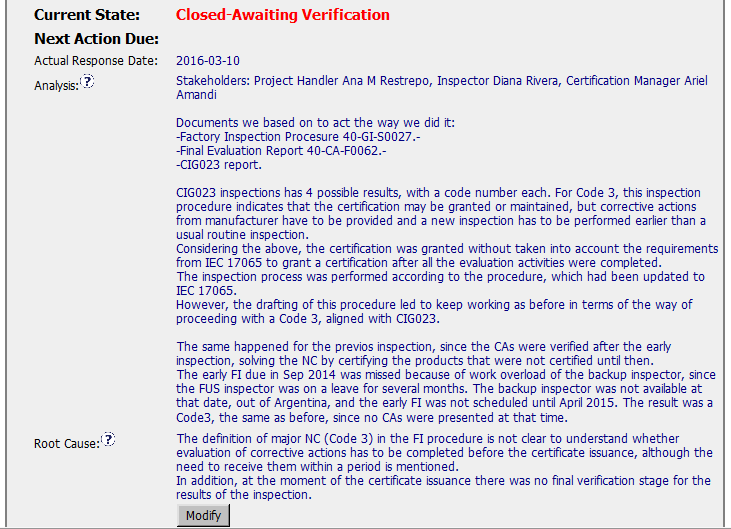 Current State: Closed-Awaiting Verification
Next Action Due:
Actual Response Date: 2016-03-10
Analysis:? Stakeholders: Project Handler Ana M Restrepo, Inspector Diana Rivera, Certification Manager Ariel
Amandi
Documents we based on to act the way we did it:
-Factory Inspection Procesure 40-GI-S0027.-
-Final Evaluation Report 40-CA-F0062.-
-CIG023 report.
CIG023 inspections has 4 possible results, with a code number each. For Code 3, this inspection
procedure indicates that the certification may be granted or maintained, but corrective actions
from manufacturer have to be provided and a new inspection has to be performed earlier than a
usual routine inspection.
Considering the above, the certification was granted without taken into account the requirements
from IEC 17065 to grant a certification after all the evaluation activities were completed.
The inspection process was performed according to the procedure, which had been updated to
IEC 17065.
However, the drafting of this procedure led to keep working as before in terms of the way of
proceeding with a Code 3, aligned with CIG023.
The same happened for the previos inspection, since the CAs were verified after the early
inspection, solving the NC by certifying the products that were not certified until then.
The early FI due in Sep 2014 was missed because of work overload of the backup inspector, since
the FUS inspector was on a leave for several months. The backup inspector was not available at
that date, out of Argentina, and the early FI was not scheduled until April 2015. The result was a
Code3, the same as before, since no CAs were presented at that time.
Root Cause:? The definition of major NC (Code 3) in the FI procedure is not clear to understand whether
evaluation of corrective actions has to be completed before the certificate issuance, although the
need to receive them within a period is mentioned.
In addition, at the moment of the certificate issuance there was no final verification stage for the
results of the inspection.
Modify